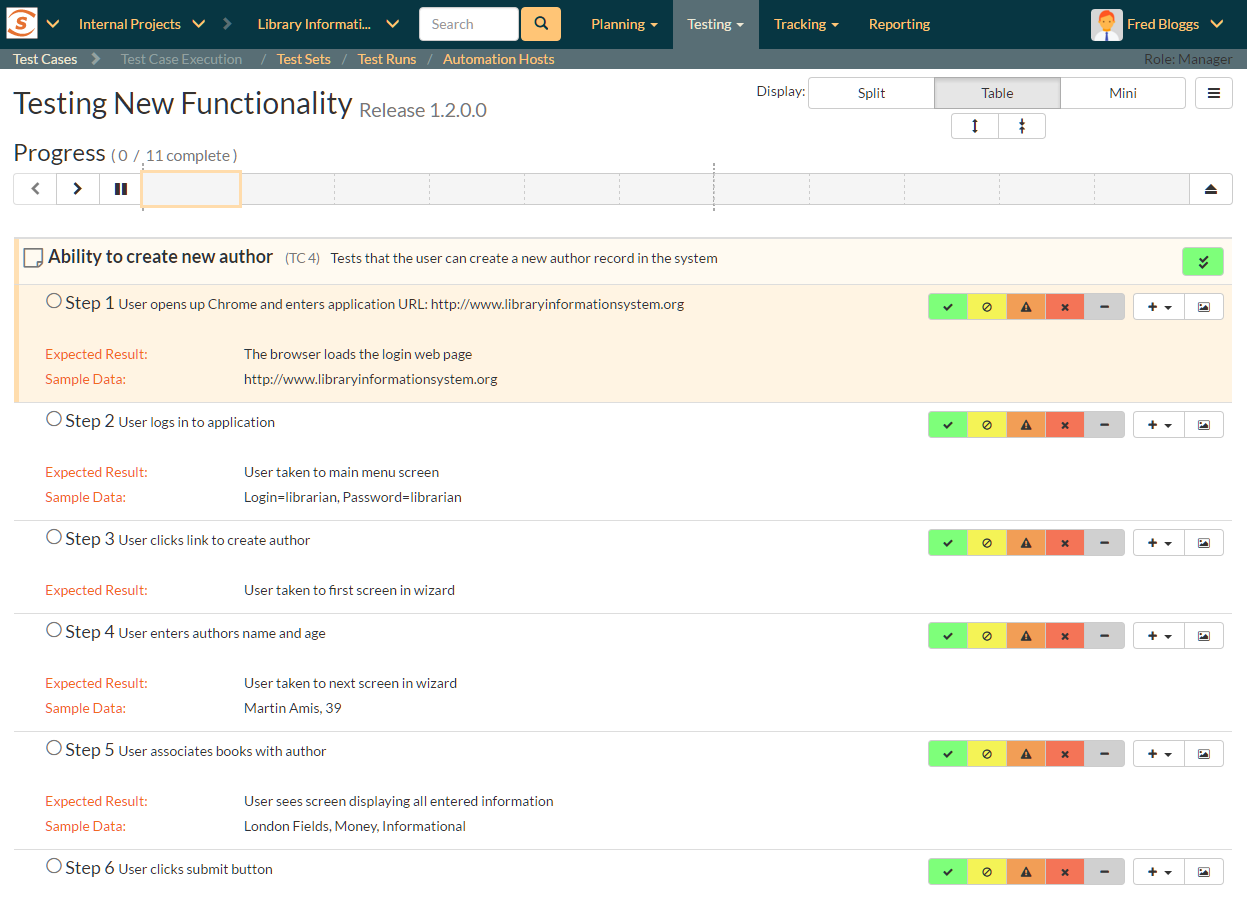 Internal Projects Library Informati... Search Planning Testing Tracking Reporting Fred Bloggs
Test Cases Test Case Execution / Test Sets / Test Runs / Automation Hosts Role: Manager
Testing New Functionality Release 1.2.0.0
Display: Split Table Mini
Progress ( 0 / 11 complete )
Ability to create new author (TC 4) Tests that the user can create a new author record in the system
Step 1 User opens up Chrome and enters application URL: http://www.libraryinformationsystem.org
Expected Result: The browser loads the login web page
Sample Data: http://www.libraryinformationsystem.org
Step 2 User logs in to application
Expected Result: User taken to main menu screen
Sample Data: Login=librarian, Password=librarian
Step 3 User clicks link to create author
Expected Result: User taken to first screen in wizard
Step 4 User enters authors name and age
Expected Result: User taken to next screen in wizard
Sample Data: Martin Amis, 39
Step 5 User associates books with author
Expected Result: User sees screen displaying all entered information
Sample Data: London Fields, Money, Informational
Step 6 User clicks submit button